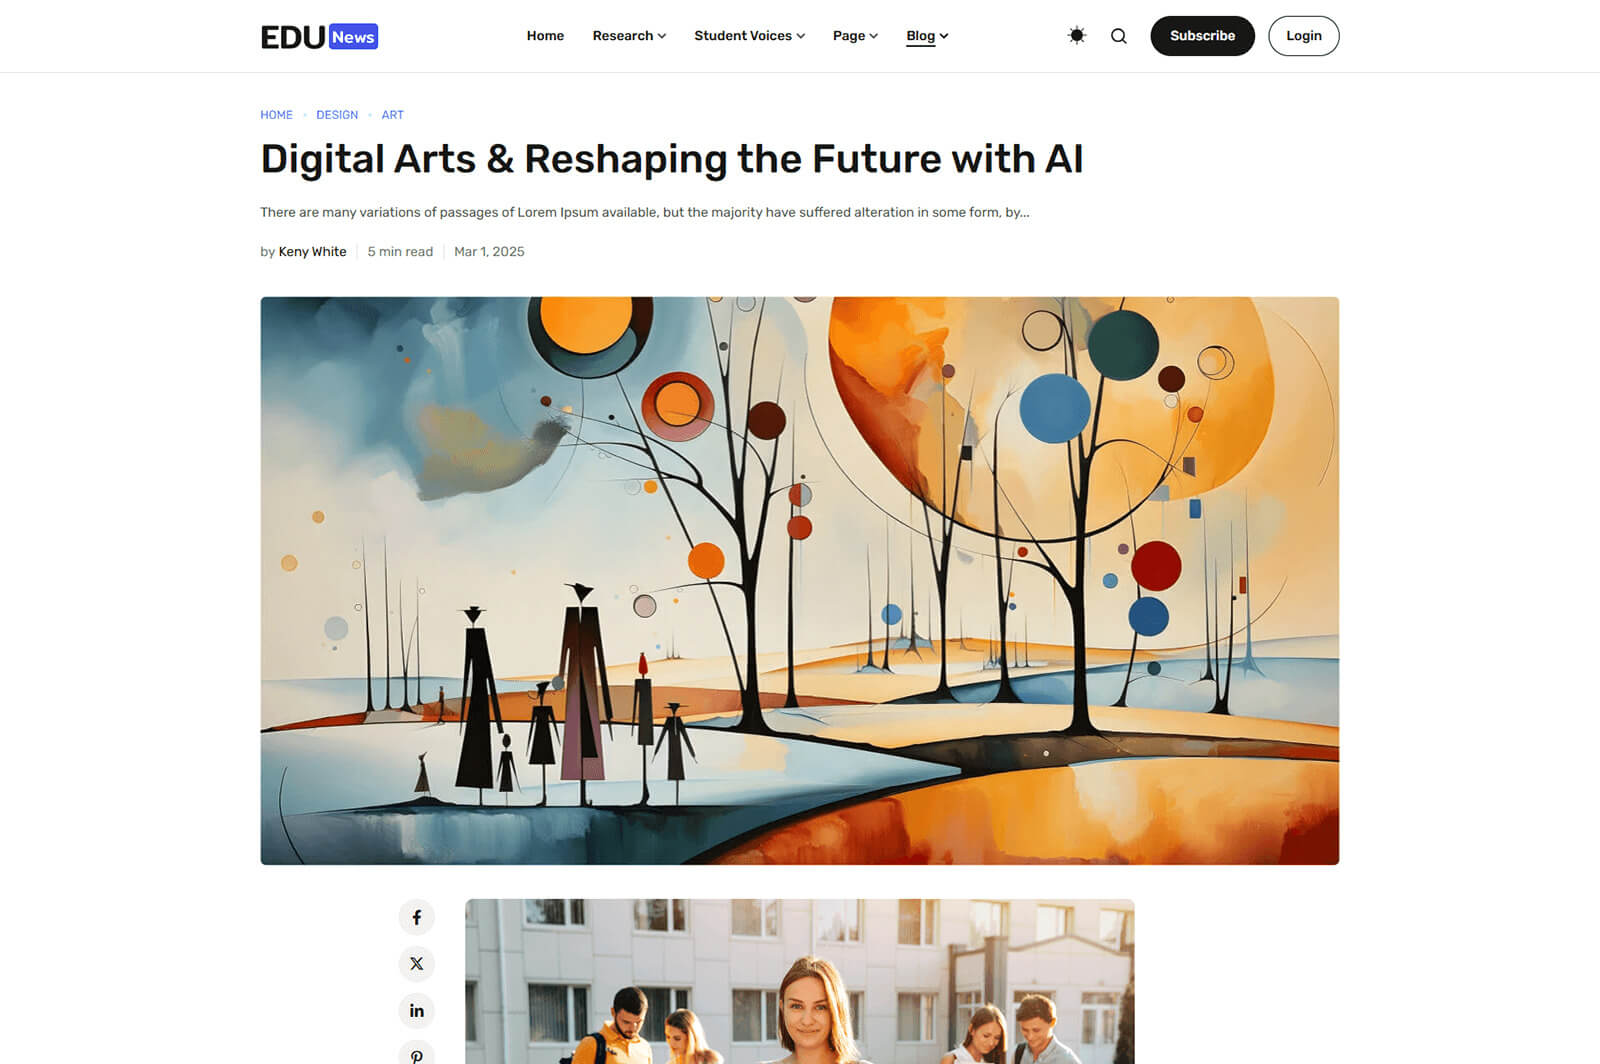 EDU News
Home Research Student Voices Page Blog Subscribe Login
HOME • DESIGN • ART
Digital Arts & Reshaping the Future with AI
There are many variations of passages of Lorem Ipsum available, but the majority have suffered alteration in some form, by...
by Keny White 5 min read Mar 1, 2025